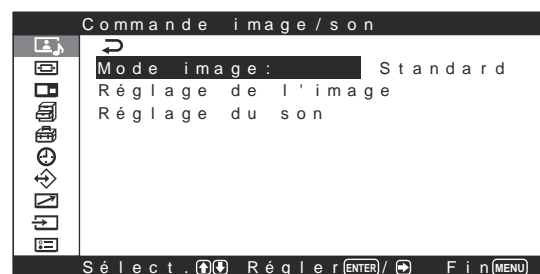 Commande image/son
Mode image: Standard
Réglage de l'image
Réglage du son
Sélect. Régler ENTER / Fin MENU